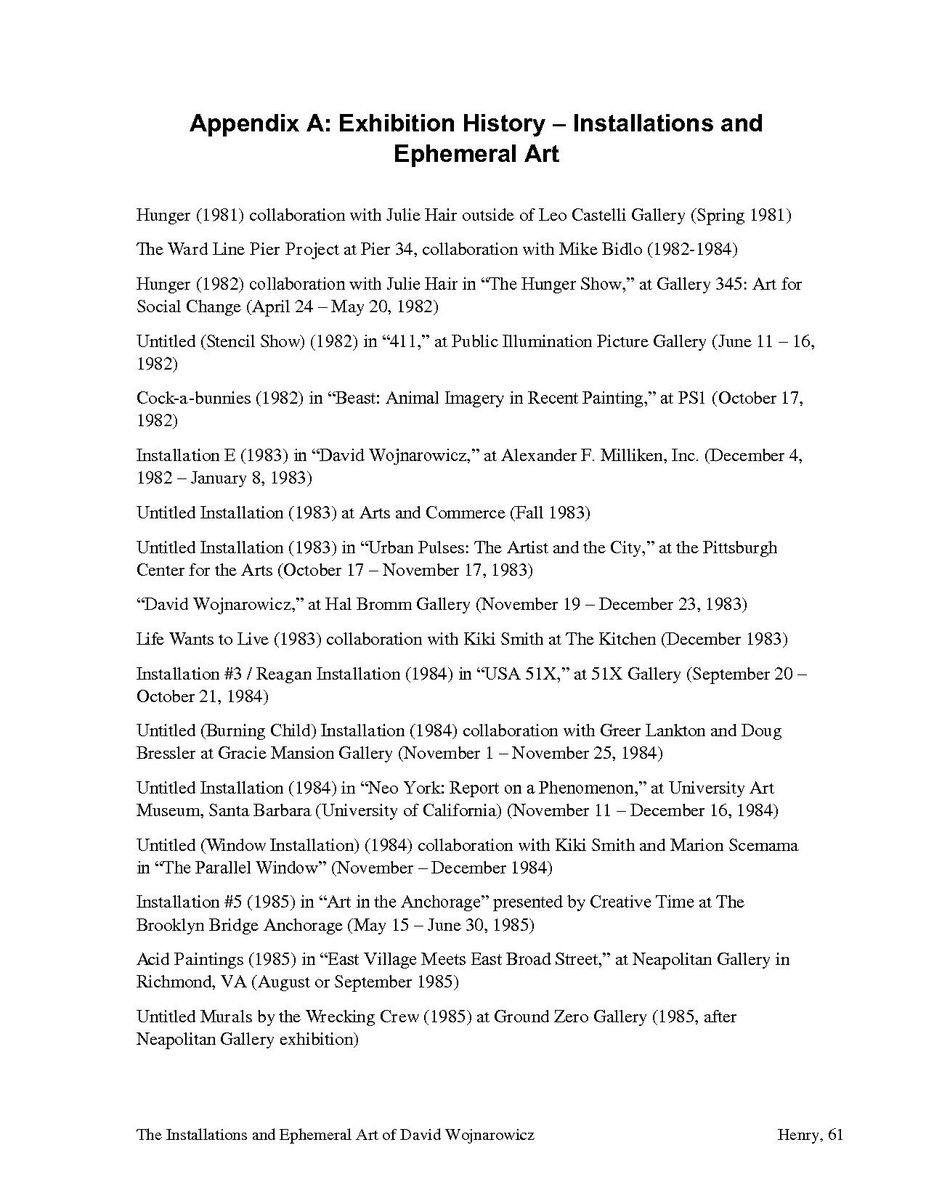 Appendix A: Exhibition History – Installations and
Ephemeral Art
Hunger (1981) collaboration with Julie Hair outside of Leo Castelli Gallery (Spring 1981)
The Ward Line Pier Project at Pier 34, collaboration with Mike Bidlo (1982-1984)
Hunger (1982) collaboration with Julie Hair in “The Hunger Show,” at Gallery 345: Art for
Social Change (April 24 – May 20, 1982)
Untitled (Stencil Show) (1982) in “411,” at Public Illumination Picture Gallery (June 11 – 16,
1982)
Cock-a-bunnies (1982) in “Beast: Animal Imagery in Recent Painting,” at PS1 (October 17,
1982)
Installation E (1983) in “David Wojnarowicz,” at Alexander F. Milliken, Inc. (December 4,
1982 – January 8, 1983)
Untitled Installation (1983) at Arts and Commerce (Fall 1983)
Untitled Installation (1983) in “Urban Pulses: The Artist and the City,” at the Pittsburgh
Center for the Arts (October 17 – November 17, 1983)
“David Wojnarowicz,” at Hal Bromm Gallery (November 19 – December 23, 1983)
Life Wants to Live (1983) collaboration with Kiki Smith at The Kitchen (December 1983)
Installation #3 / Reagan Installation (1984) in “USA 51X,” at 51X Gallery (September 20 –
October 21, 1984)
Untitled (Burning Child) Installation (1984) collaboration with Greer Lankton and Doug
Bressler at Gracie Mansion Gallery (November 1 – November 25, 1984)
Untitled Installation (1984) in “Neo York: Report on a Phenomenon,” at University Art
Museum, Santa Barbara (University of California) (November 11 – December 16, 1984)
Untitled (Window Installation) (1984) collaboration with Kiki Smith and Marion Scemama
in “The Parallel Window” (November – December 1984)
Installation #5 (1985) in “Art in the Anchorage” presented by Creative Time at The
Brooklyn Bridge Anchorage (May 15 – June 30, 1985)
Acid Paintings (1985) in “East Village Meets East Broad Street,” at Neapolitan Gallery in
Richmond, VA (August or September 1985)
Untitled Murals by the Wrecking Crew (1985) at Ground Zero Gallery (1985, after
Neapolitan Gallery exhibition)
The Installations and Ephemeral Art of David Wojnarowicz Henry, 61